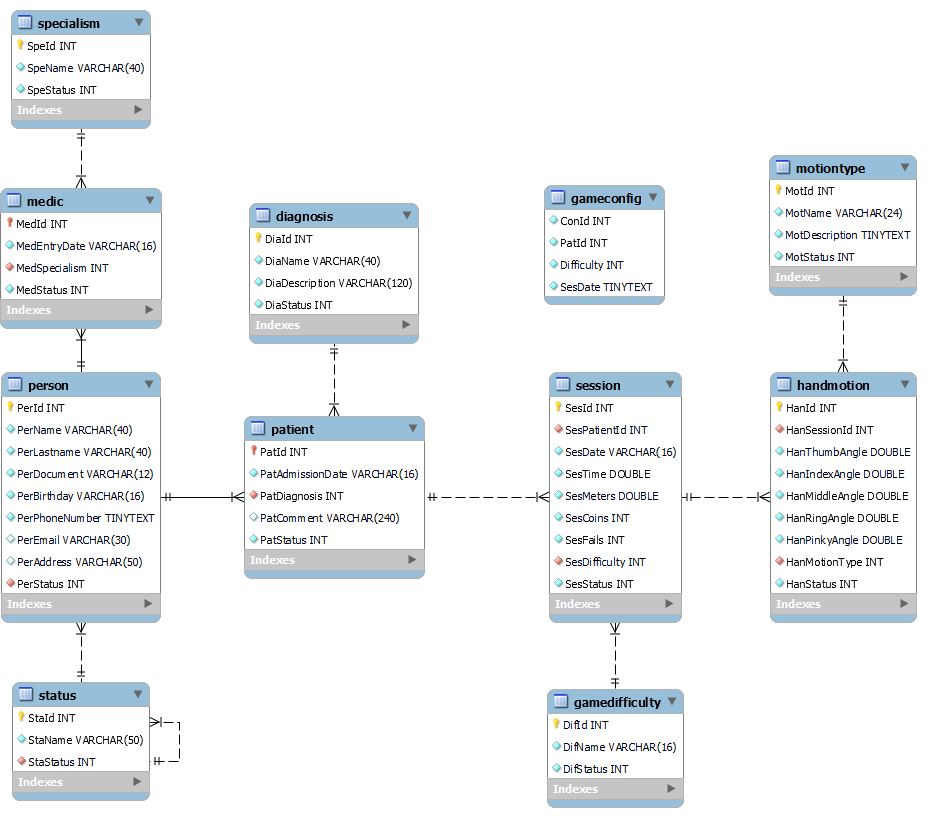 specialism
SpeId INT
SpeName VARCHAR(40)
SpeStatus INT
Indexes
medic
MedId INT
MedEntryDate VARCHAR(16)
MedSpecialism INT
MedStatus INT
Indexes
diagnosis
DiaId INT
DiaName VARCHAR(40)
DiaDescription VARCHAR(120)
DiaStatus INT
Indexes
gameconfig
ConId INT
PatId INT
Difficulty INT
SesDate TINYTEXT
motiontype
MotId INT
MotName VARCHAR(24)
MotDescription TINYTEXT
MotStatus INT
Indexes
person
PerId INT
PerName VARCHAR(40)
PerLastname VARCHAR(40)
PerDocument VARCHAR(12)
PerBirthday VARCHAR(16)
PerPhoneNumber TINYTEXT
PerEmail VARCHAR(30)
PerAddress VARCHAR(50)
PerStatus INT
Indexes
patient
PatId INT
PatAdmissionDate VARCHAR(16)
PatDiagnosis INT
PatComment VARCHAR(240)
PatStatus INT
Indexes
session
SesId INT
SesPatientId INT
SesDate VARCHAR(16)
SesTime DOUBLE
SesMeters DOUBLE
SesCoins INT
SesFails INT
SesDifficulty INT
SesStatus INT
Indexes
handmotion
HanId INT
HanSessionId INT
HanThumbAngle DOUBLE
HanIndexAngle DOUBLE
HanMiddleAngle DOUBLE
HanRingAngle DOUBLE
HanPinkyAngle DOUBLE
HanMotionType INT
HanStatus INT
Indexes
status
StaId INT
StaName VARCHAR(50)
StaStatus INT
Indexes
gamedifficulty
DifId INT
DifName VARCHAR(16)
DifStatus INT
Indexes